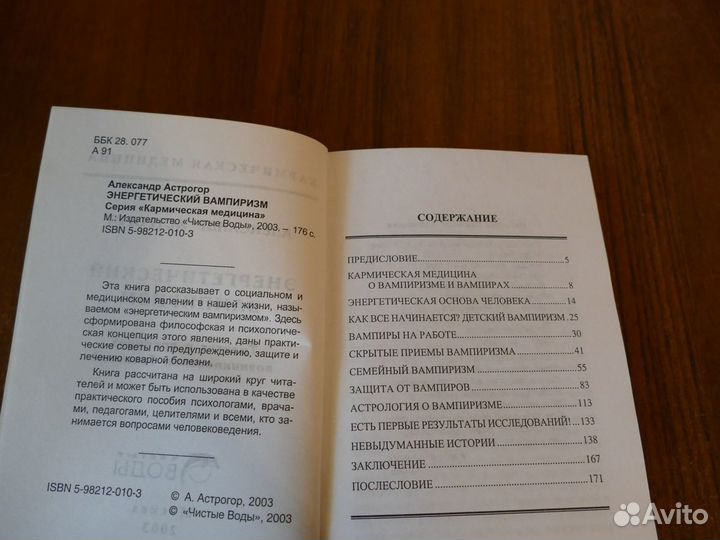 ББК 28. 077
А 91
Александр Астрогор
ЭНЕРГЕТИЧЕСКИЙ ВАМПИРИЗМ
Серия «Кармическая медицина»
М.: Издательство «Чистые Воды», 2003. – 176 с.
ISBN 5-98212-010-3
Эта книга рассказывает о социальном и
медицинском явлении в нашей жизни, назы-
ваемом «энергетическим вампиризмом». Здесь
сформирована философская и психологиче-
ская концепция этого явления, даны практи-
ческие советы по предупреждению, защите и
лечению коварной болезни.
Книга рассчитана на широкий круг чита-
телей и может быть использована в качестве
практического пособия психологами, врача-
ми, педагогами, целителями и всеми, кто за-
нимается вопросами человековедения.
ISBN 5-98212-010-3
© А. Астрогор, 2003
© «Чистые Воды», 2003
СОДЕРЖАНИЕ
ПРЕДИСЛОВИЕ 5
КАРМИЧЕСКАЯ МЕДИЦИНА
О ВАМПИРИЗМЕ И ВАМПИРАХ 8
ЭНЕРГЕТИЧЕСКАЯ ОСНОВА ЧЕЛОВЕКА 14
КАК ВСЕ НАЧИНАЕТСЯ? ДЕТСКИЙ ВАМПИРИЗМ 25
ВАМПИРЫ НА РАБОТЕ 30
СКРЫТЫЕ ПРИЕМЫ ВАМПИРИЗМА 41
СЕМЕЙНЫЙ ВАМПИРИЗМ 55
ЗАЩИТА ОТ ВАМПИРОВ 83
АСТРОЛОГИЯ О ВАМПИРИЗМЕ 113
ЕСТЬ ПЕРВЫЕ РЕЗУЛЬТАТЫ ИССЛЕДОВАНИЙ! 133
НЕВЫДУМАННЫЕ ИСТОРИИ 138
ЗАКЛЮЧЕНИЕ 167
ПОСЛЕСЛОВИЕ 171
Avito